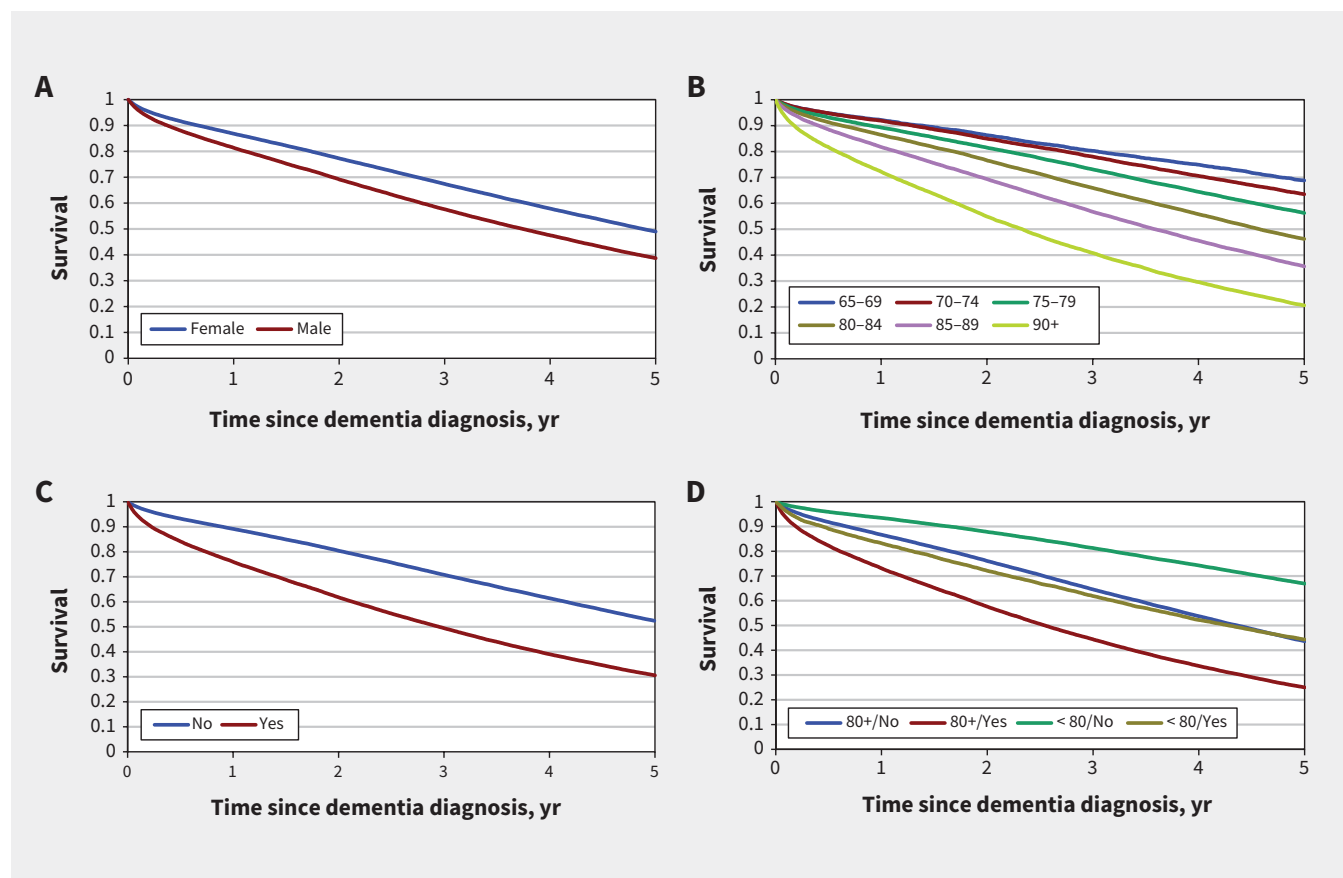 A
1
0.9
0.8
0.7
0.6
0.5
0.4
0.3
0.2
0.1
0
Survival
Female Male
0 1 2 3 4 5
Time since dementia diagnosis, yr
B
1
0.9
0.8
0.7
0.6
0.5
0.4
0.3
0.2
0.1
0
Survival
65–69 70–74 75–79
80–84 85–89 90+
0 1 2 3 4 5
Time since dementia diagnosis, yr
C
1
0.9
0.8
0.7
0.6
0.5
0.4
0.3
0.2
0.1
0
Survival
No Yes
0 1 2 3 4 5
Time since dementia diagnosis, yr
D
1
0.9
0.8
0.7
0.6
0.5
0.4
0.3
0.2
0.1
0
Survival
80+/No 80+/Yes < 80/No < 80/Yes
0 1 2 3 4 5
Time since dementia diagnosis, yr